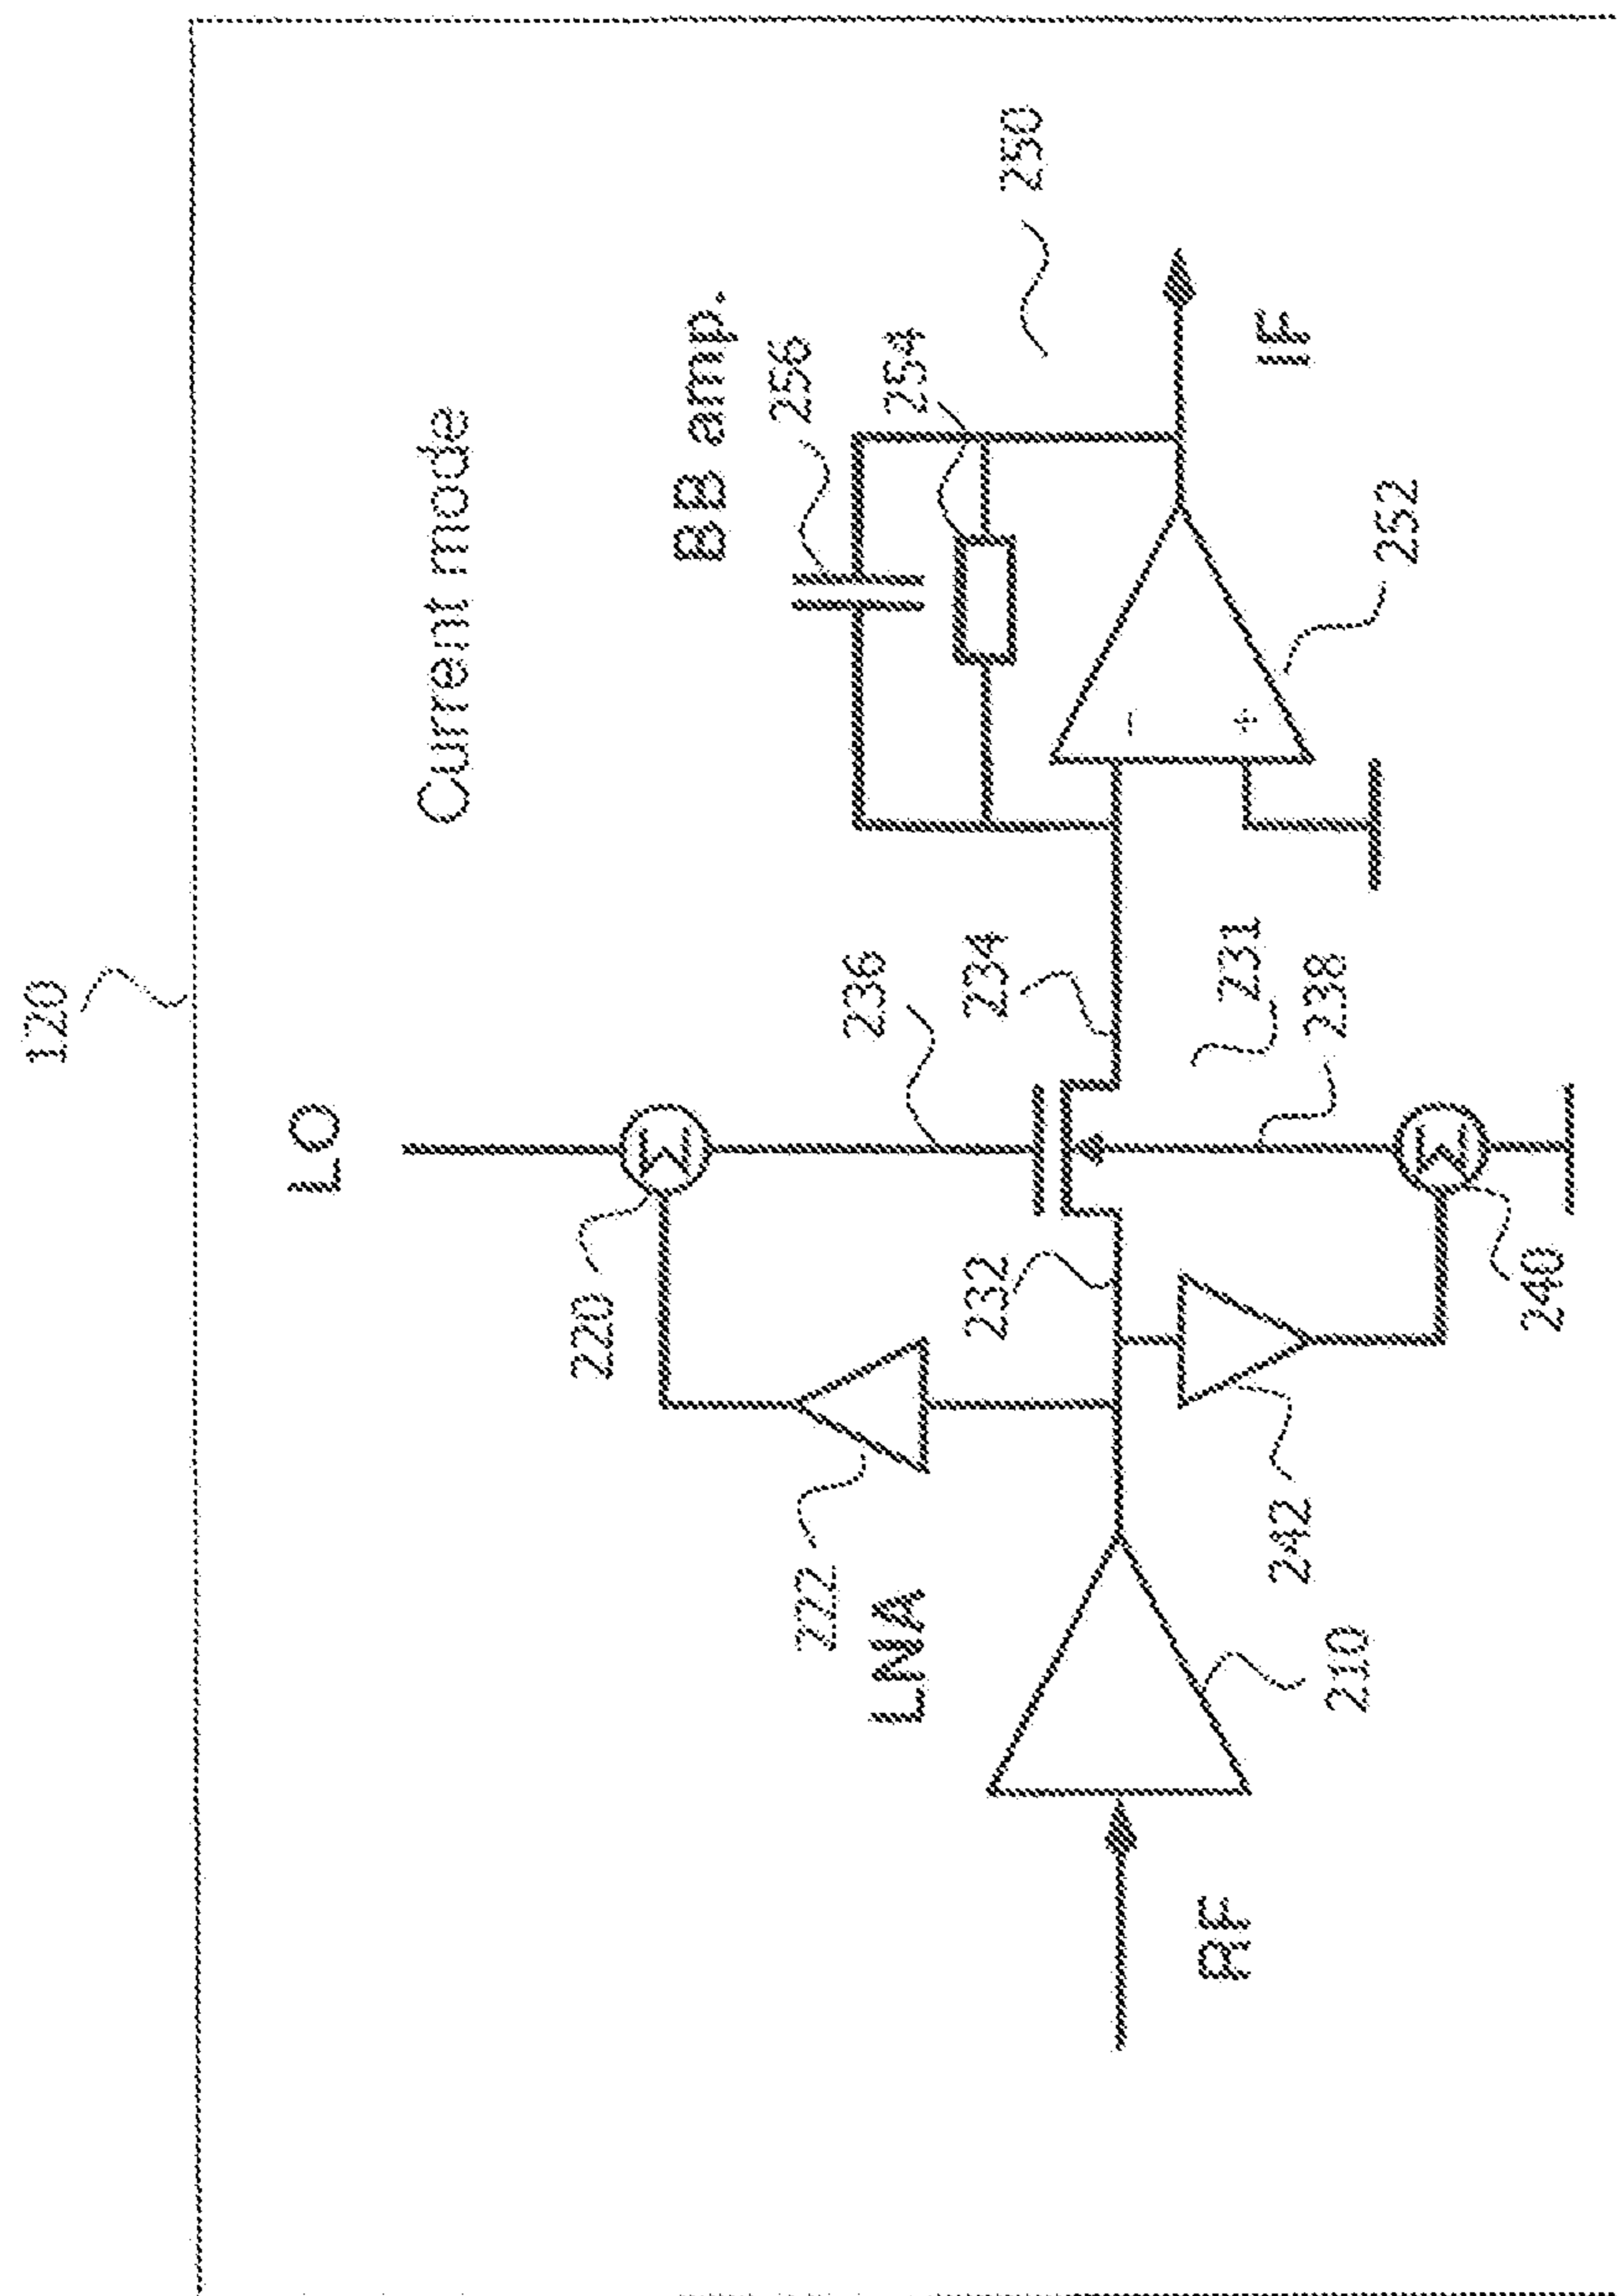 120
LO
Current mode
220
236
BB amp.
256
222
LNA
232
234
254
250
-
+
231
RF
210
242
240
238
252
IF
Σ
Σ